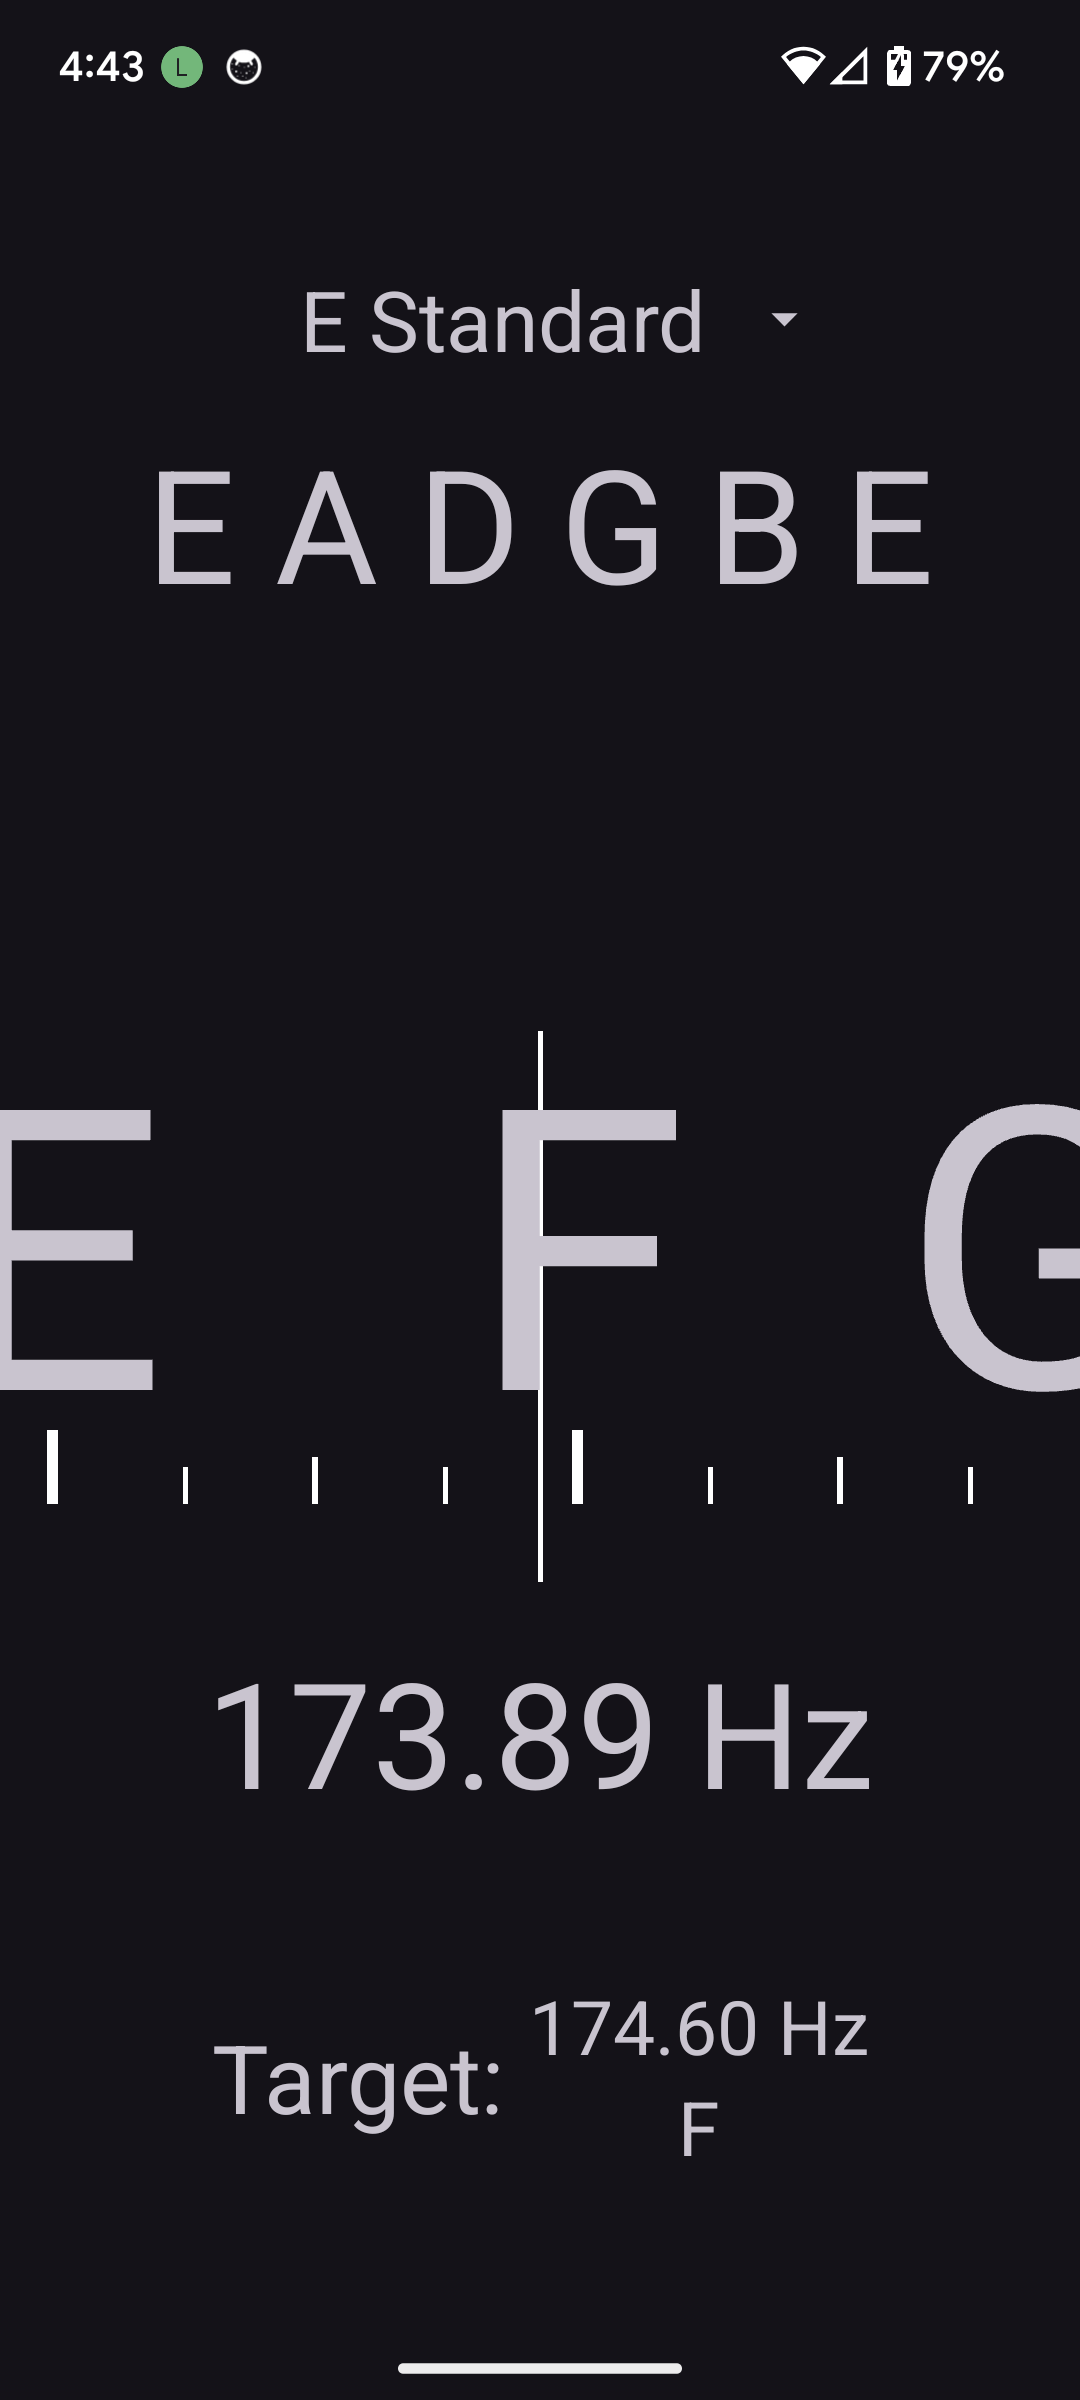 4:43 L 79%
E Standard
E A D G B E
E F G
173.89 Hz
174.60 Hz
Target:
F